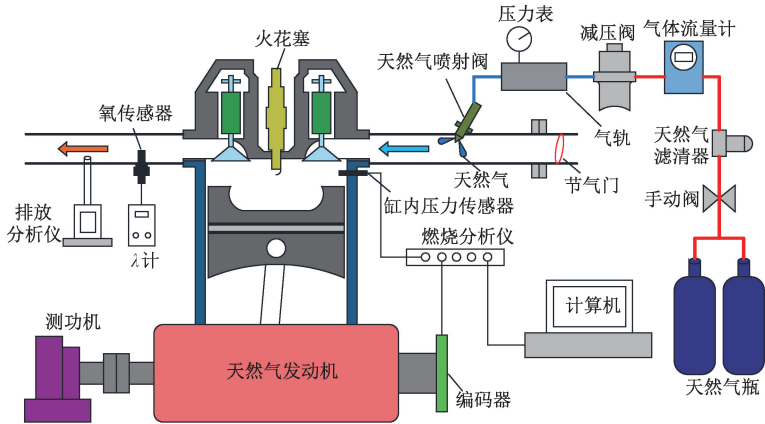 压力表
火花塞
减压阀
气体流量计
天然气喷射阀
氧传感器
气轨
天然气
滤清器
天然气
节气门
手动阀
缸内压力传感器
排放
分析仪
λ计
燃烧分析仪
计算机
测功机
天然气发动机
编码器
天然气瓶